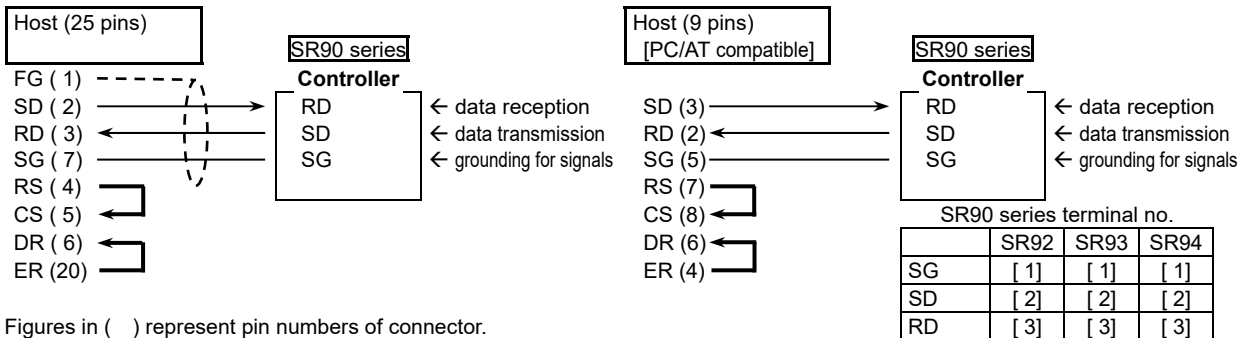 Host (25 pins)
SR90 series
Controller
FG ( 1)
SD ( 2) RD ← data reception
RD ( 3) SD ← data transmission
SG ( 7) SG ← grounding for signals
RS ( 4)
CS ( 5)
DR ( 6)
ER (20)
Figures in ( ) represent pin numbers of connector.
Host (9 pins)
[PC/AT compatible]
SR90 series
Controller
SD (3) RD ← data reception
RD (2) SD ← data transmission
SG (5) SG ← grounding for signals
RS (7)
CS (8)
DR (6)
ER (4)
SR90 series terminal no.
SR92 SR93 SR94
SG [ 1] [ 1] [ 1]
SD [ 2] [ 2] [ 2]
RD [ 3] [ 3] [ 3]